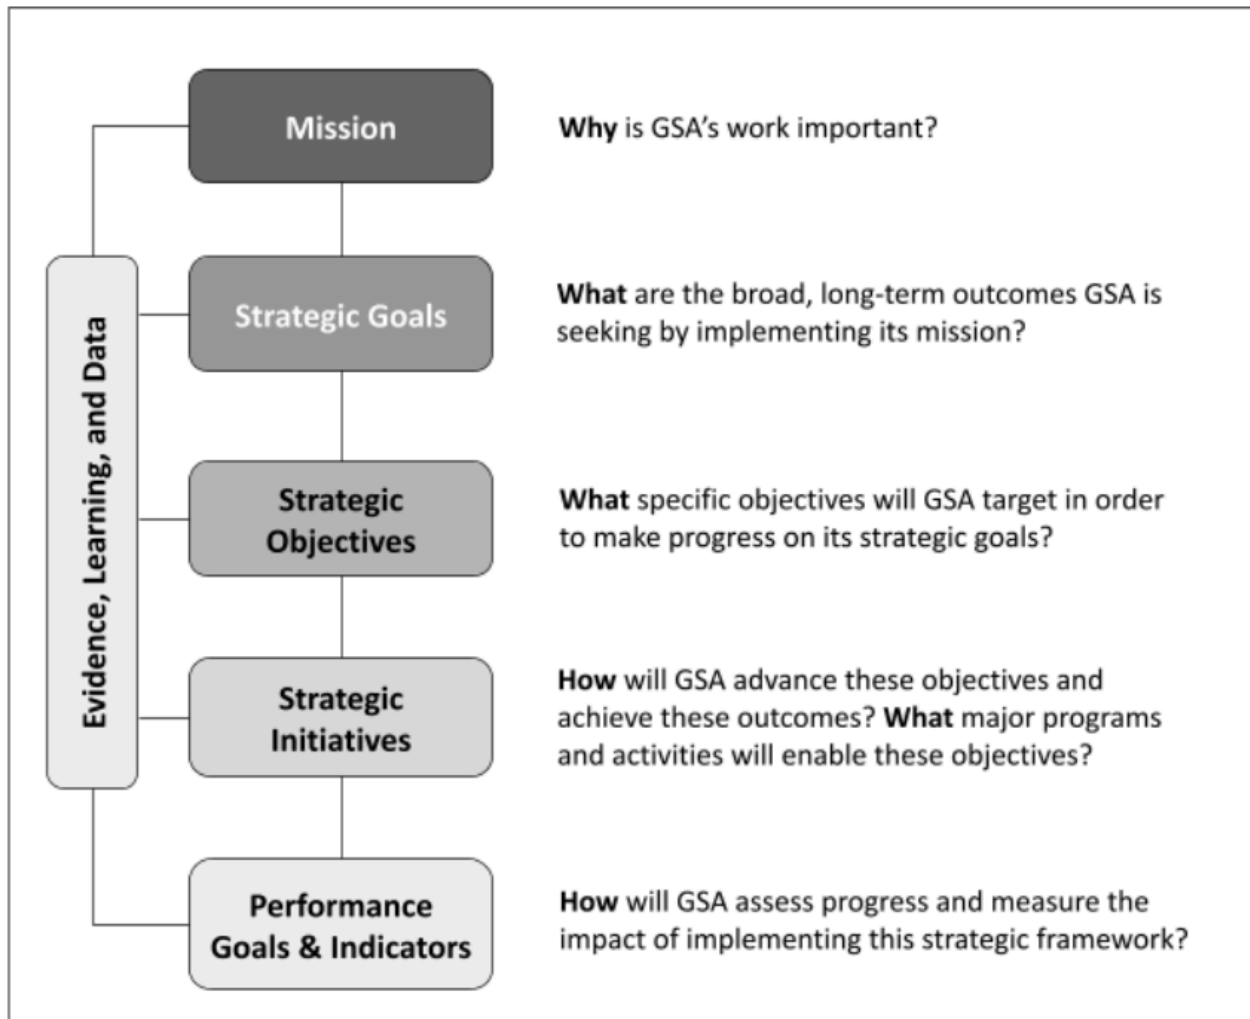 Mission
Why is GSA’s work important?
Strategic Goals
What are the broad, long-term outcomes GSA is
seeking by implementing its mission?
Evidence, Learning, and Data
Strategic
Objectives
What specific objectives will GSA target in order
to make progress on its strategic goals?
Strategic
Initiatives
How will GSA advance these objectives and
achieve these outcomes? What major programs
and activities will enable these objectives?
Performance
Goals & Indicators
How will GSA assess progress and measure the
impact of implementing this strategic framework?